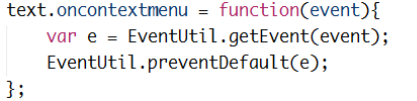 text.oncontextmenu = function(event){
    var e = EventUtil.getEvent(event);
    EventUtil.preventDefault(e);
};